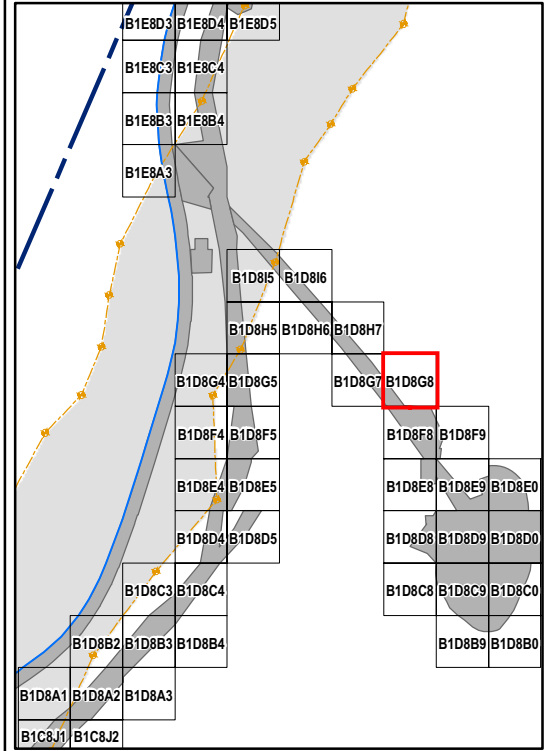 B1E8D3 B1E8D4 B1E8D5
B1E8C3 B1E8C4
B1E8B3 B1E8B4
B1E8A3
B1D8I5 B1D8I6
B1D8H5 B1D8H6 B1D8H7
B1D8G4 B1D8G5 B1D8G7 B1D8G8
B1D8F4 B1D8F5 B1D8F8 B1D8F9
B1D8E4 B1D8E5 B1D8E8 B1D8E9 B1D8E0
B1D8D4 B1D8D5 B1D8D8 B1D8D9 B1D8D0
B1D8C3 B1D8C4 B1D8C8 B1D8C9 B1D8C0
B1D8B2 B1D8B3 B1D8B4 B1D8B9 B1D8B0
B1D8A1 B1D8A2 B1D8A3
B1C8J1 B1C8J2